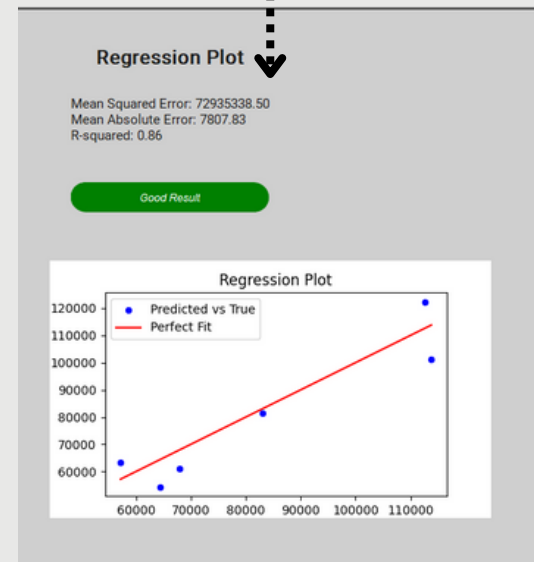 Regression Plot
Mean Squared Error: 72935338.50
Mean Absolute Error: 7807.83
R-squared: 0.86
Good Result
Regression Plot
Predicted vs True
Perfect Fit
120000
110000
100000
90000
80000
70000
60000
60000 70000 80000 90000 100000 110000